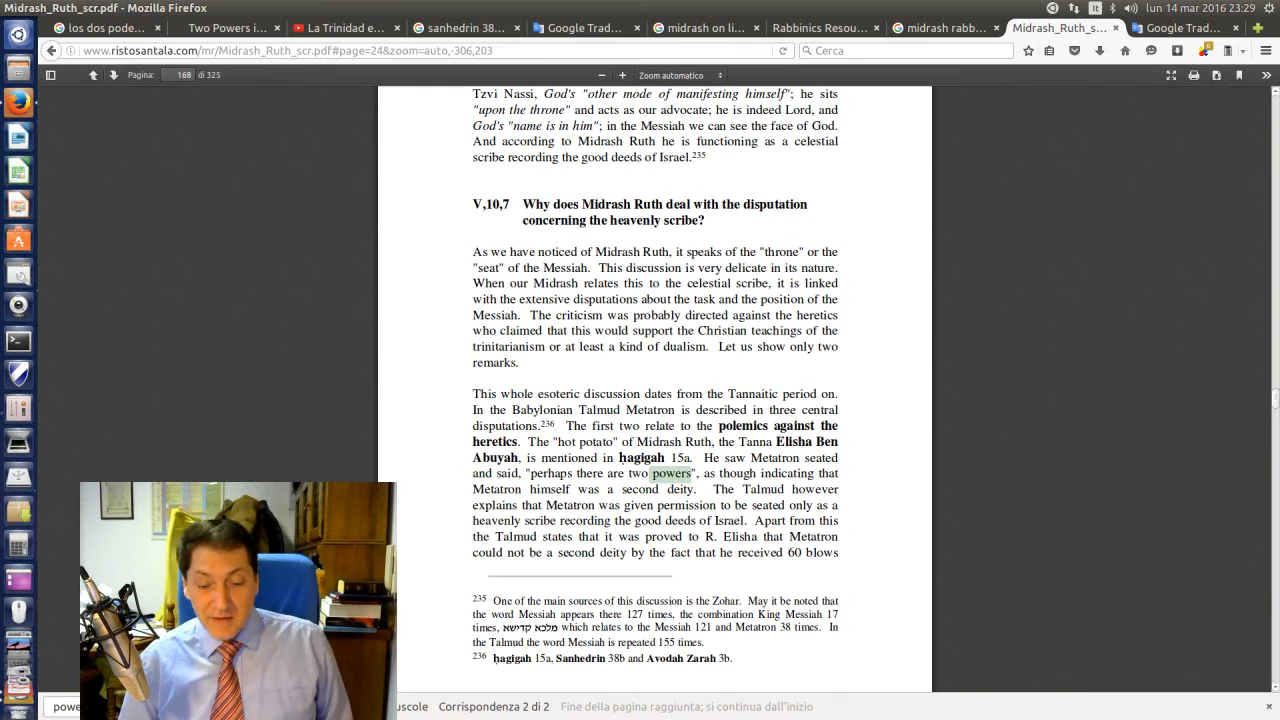 Midrash_Ruth_scr.pdf - Mozilla Firefox
It
lun 14 mar 2016 23:29
los dos pode...
Two Powers i...
La Trinidad e...
sanhedrin 38...
Google Trad...
midrash on li...
Rabbinics Resou...
midrash rabb...
Midrash_Ruth_s...
Google Trad...
www.ristosantala.com/mr/Midrash_Ruth_scr.pdf#page=24&zoom=auto,-306,203
Cerca
6
Pagina: 168 di 325
Zoom automatico
Tzvi Nassi, God's "other mode of manifesting himself"; he sits
"upon the throne" and acts as our advocate; he is indeed Lord, and
God's "name is in him"; in the Messiah we can see the face of God.
And according to Midrash Ruth he is functioning as a celestial
scribe recording the good deeds of Israel.235
V,10,7 Why does Midrash Ruth deal with the disputation
concerning the heavenly scribe?
As we have noticed of Midrash Ruth, it speaks of the "throne" or the
"seat" of the Messiah. This discussion is very delicate in its nature.
When our Midrash relates this to the celestial scribe, it is linked
with the extensive disputations about the task and the position of the
Messiah. The criticism was probably directed against the heretics
who claimed that this would support the Christian teachings of the
trinitarianism or at least a kind of dualism. Let us show only two
remarks.
This whole esoteric discussion dates from the Tannaitic period on.
In the Babylonian Talmud Metatron is described in three central
disputations.236 The first two relate to the polemics against the
heretics. The "hot potato" of Midrash Ruth, the Tanna Elisha Ben
Abuyah, is mentioned in ḥagigah 15a. He saw Metatron seated
and said, "perhaps there are two powers", as though indicating that
Metatron himself was a second deity. The Talmud however
explains that Metatron was given permission to be seated only as a
heavenly scribe recording the good deeds of Israel. Apart from this
the Talmud states that it was proved to R. Elisha that Metatron
could not be a second deity by the fact that he received 60 blows
235 One of the main sources of this discussion is the Zohar. May it be noted that
the word Messiah appears there 127 times, the combination King Messiah 17
times, מלכא קדישא which relates to the Messiah 121 and Metatron 38 times. In
the Talmud the word Messiah is repeated 155 times.
236 ḥagigah 15a, Sanhedrin 38b and Avodah Zarah 3b.
powe
uscole
Corrispondenza 2 di 2
Fine della pagina raggiunta; si continua dall'inizio